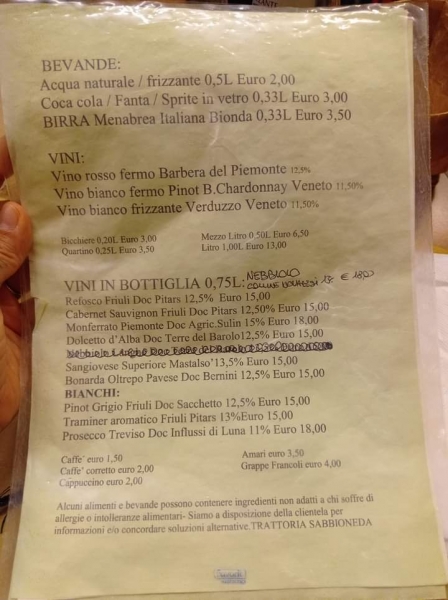 BEVANDE:
Acqua naturale / frizzante 0,5L Euro 2,00
Coca cola / Fanta / Sprite in vetro 0,33L Euro 3,00
BIRRA Menabrea Italiana Bionda 0,33L Euro 3,50
VINI:
Vino rosso fermo Barbera del Piemonte 12,5%
Vino bianco fermo Pinot B.Chardonnay Veneto 11,50%
Vino bianco frizzante Verduzzo Veneto 11,50%
Bicchiere 0,20L Euro 3,00
Quartino 0,25L Euro 3,50
Mezzo Litro 0,50L Euro 6,50
Litro 1,00L Euro 13,00
VINI IN BOTTIGLIA 0,75L:
NEBBIOLO
COLLINE NOVARESI 13% € 18,00
Refosco Friuli Doc Pitars 12,5% Euro 15,00
Cabernet Sauvignon Friuli Doc Pitars 12,50% Euro 15,00
Monferrato Piemonte Doc Agric.Sulin 15% Euro 18,00
Dolcetto d'Alba Doc Terre del Barolo12,5% Euro 15,00
Sangiovese Superiore Mastalso'13,5% Euro 15,00
Bonarda Oltrepo Pavese Doc Bernini 12,5% Euro 15,00
BIANCHI:
Pinot Grigio Friuli Doc Sacchetto 12,5% Euro 15,00
Traminer aromatico Friuli Pitars 13%Euro 15,00
Prosecco Treviso Doc Influssi di Luna 11% Euro 18,00
Caffe' euro 1,50
Caffe' corretto euro 2,00
Cappuccino euro 2,00
Amari euro 3,50
Grappe Francoli euro 4,00
Alcuni alimenti e bevande possono contenere ingredienti non adatti a chi soffre di
allergie o intolleranze alimentari- Siamo a disposizione della clientela per
informazioni e/o concordare soluzioni alternative.TRATTORIA SABBIONEDA